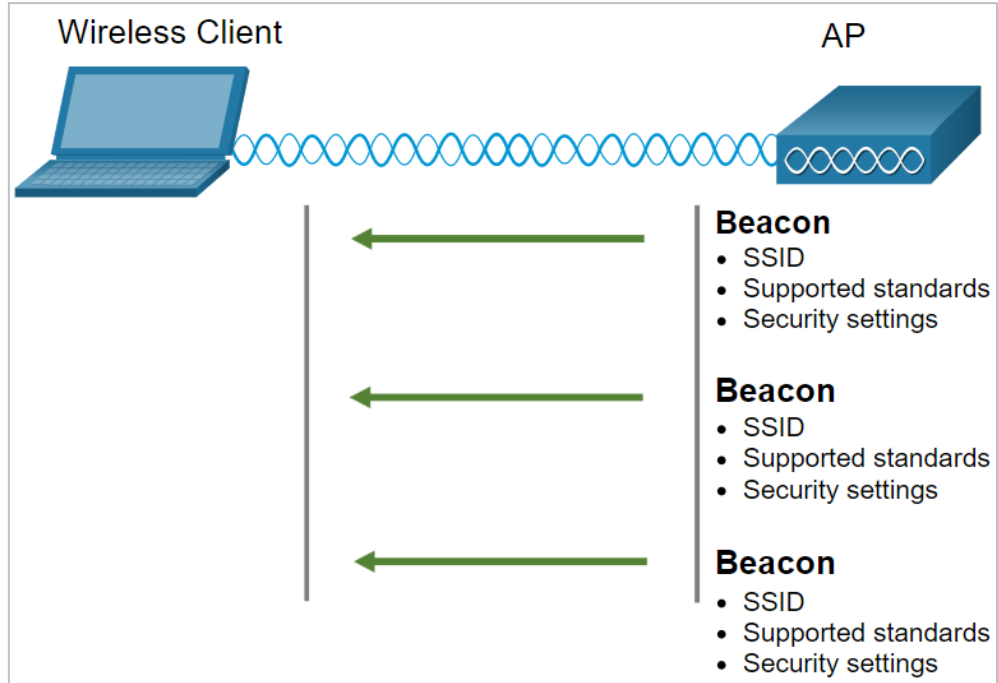 Wireless Client
AP
Beacon
• SSID
• Supported standards
• Security settings
Beacon
• SSID
• Supported standards
• Security settings
Beacon
• SSID
• Supported standards
• Security settings